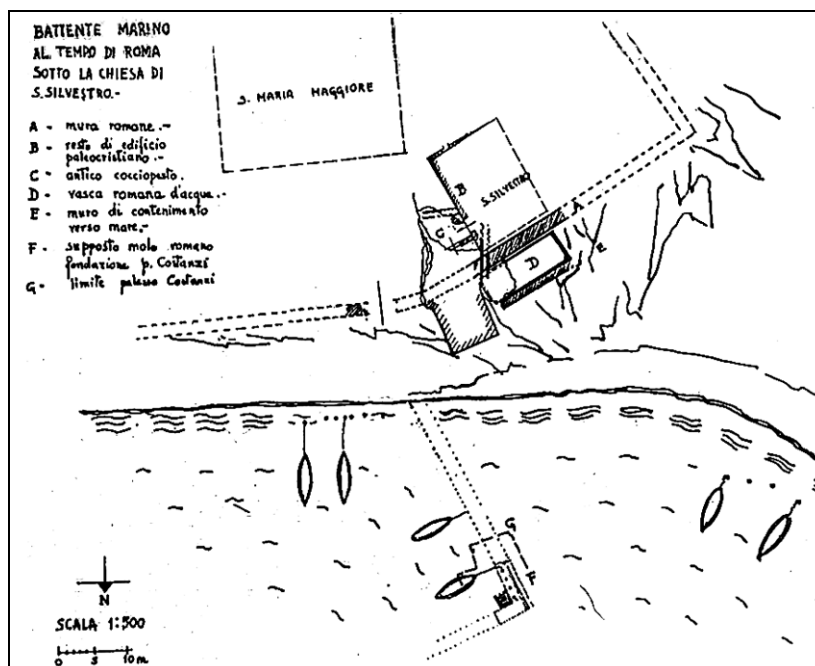 BATTENTE MARINO
AL TEMPO DI ROMA
SOTTO LA CHIESA DI
S. SILVESTRO.-
A - mura romane.-
B - resto di edificio
paleocristiano.-
C - antico cocciopesto.
D - vasca romana d'acqua.-
E - muro di contenimento
verso mare.-
F - supposto molo romano
fondazione p. Costanzi
G - limite palazzo Costanzi
S. MARIA MAGGIORE
S. SILVESTRO
B
A
C
D
E
G
F
N
SCALA 1:500
0 5 10 m